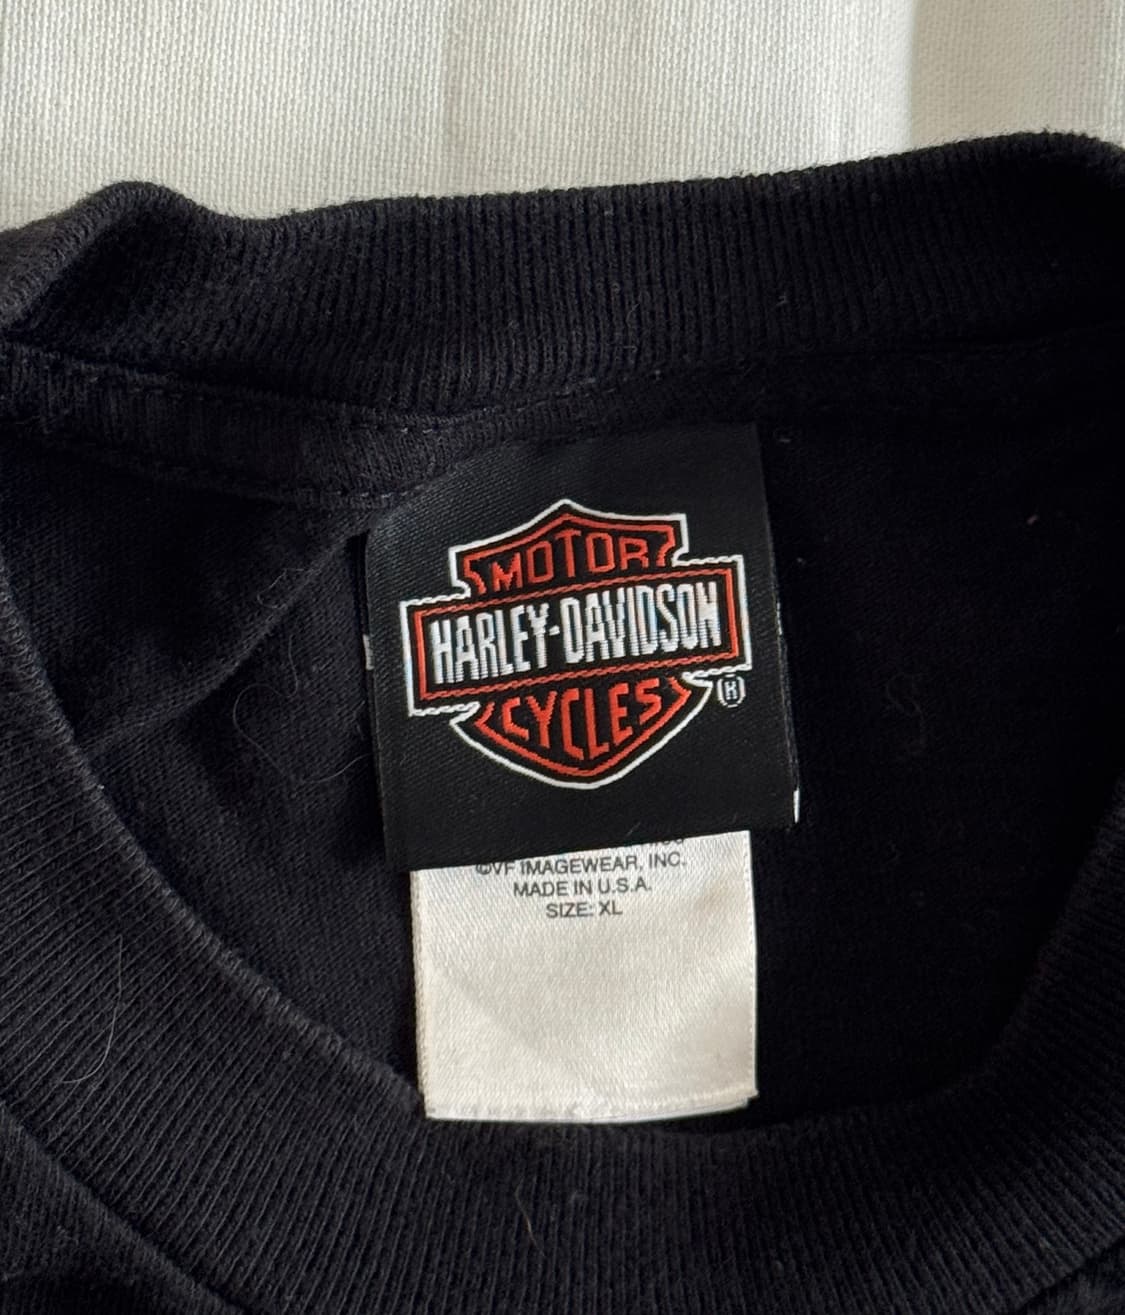 MOTOR
HARLEY-DAVIDSON
CYCLES
®
©VF IMAGEWEAR, INC.
MADE IN U.S.A.
SIZE: XL